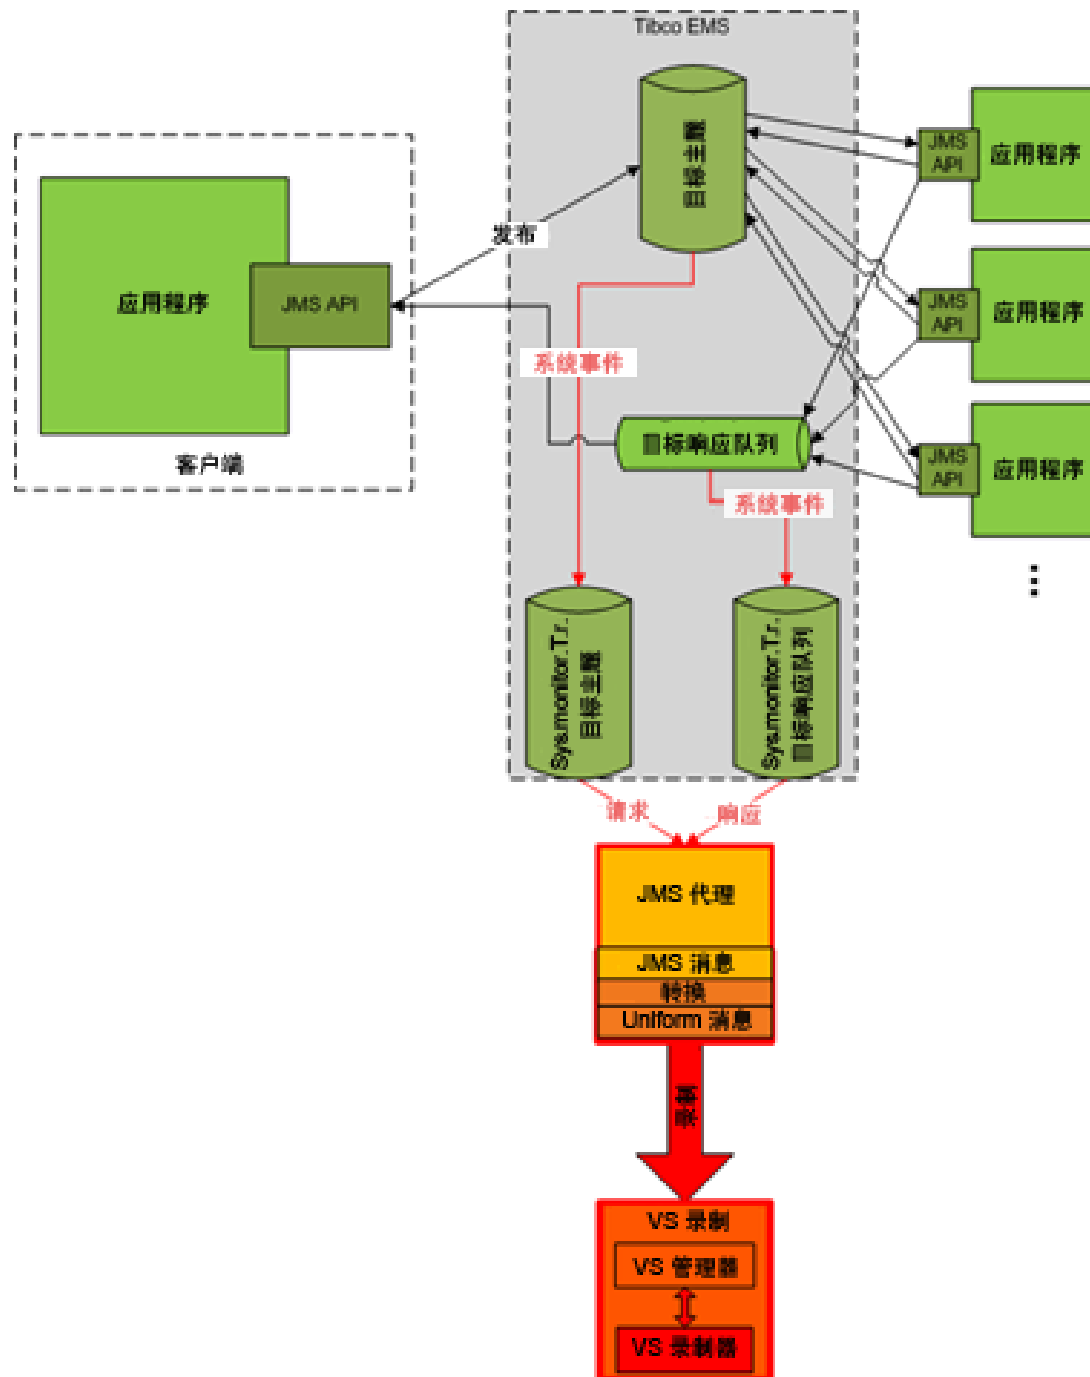 Tibco EMS
目标主题
JMS
API
应用程序
发布
应用程序
JMS API
客户端
JMS
API
应用程序
系统事件
目标响应队列
JMS
API
应用程序
系统事件
Sys.monitor.T.r.
目标主题
Sys.monitor.T.r.
目标响应队列
请求
响应
JMS 代理
JMS 消息
转换
Uniform 消息
录制
VS 录制
VS 管理器
VS 录制器